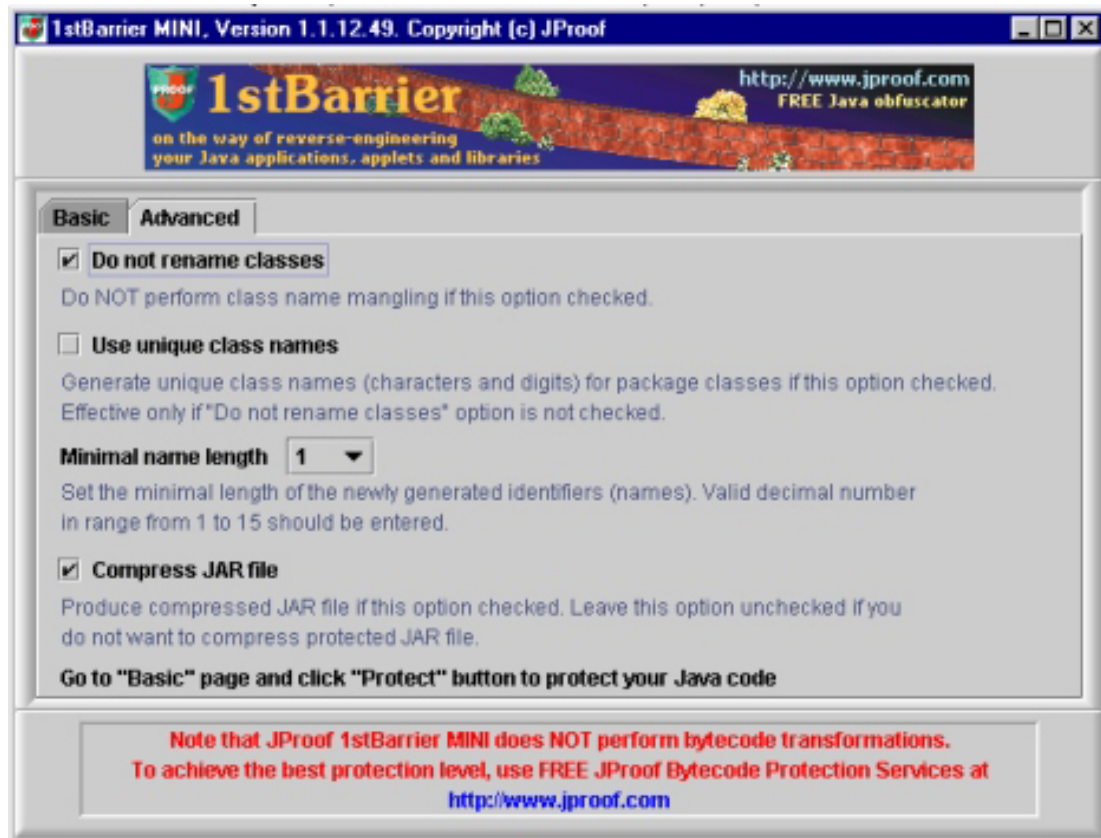 1stBarrier MINI, Version 1.1.12.49. Copyright (c) JProof
PROOF
1stBarrier
http://www.jproof.com
FREE Java obfuscator
on the way of reverse-engineering
your Java applications, applets and libraries
Basic Advanced
Do not rename classes
Do NOT perform class name mangling if this option checked.
Use unique class names
Generate unique class names (characters and digits) for package classes if this option checked.
Effective only if "Do not rename classes" option is not checked.
Minimal name length 1
Set the minimal length of the newly generated identifiers (names). Valid decimal number
in range from 1 to 15 should be entered.
Compress JAR file
Produce compressed JAR file if this option checked. Leave this option unchecked if you
do not want to compress protected JAR file.
Go to "Basic" page and click "Protect" button to protect your Java code
Note that JProof 1stBarrier MINI does NOT perform bytecode transformations.
To achieve the best protection level, use FREE JProof Bytecode Protection Services at
http://www.jproof.com